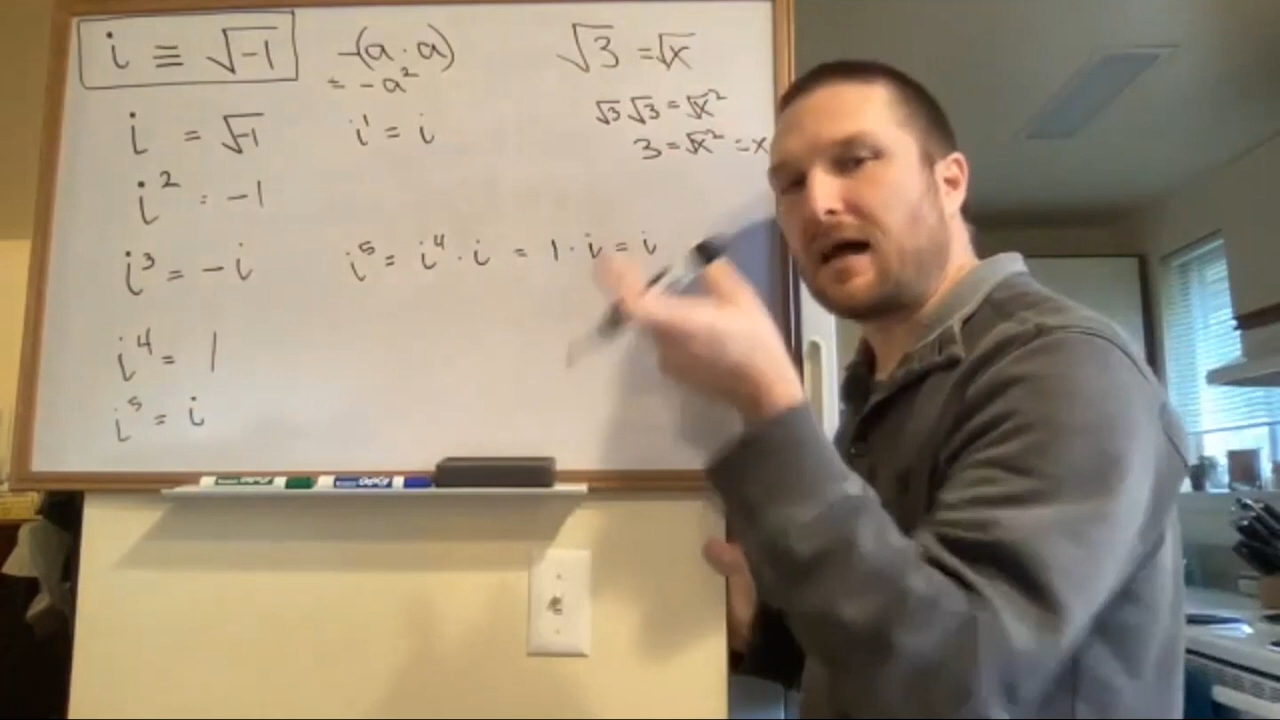 i ≡ √-1
-(a · a)
= -a²
√3 = √x
√3 √3 = √x²
3 = √x² = x
i = √-1
i¹ = i
i² = -1
i³ = -i
i⁵ = i⁴ · i = 1 · i = i
i⁴ = 1
i⁵ = i
EXPO